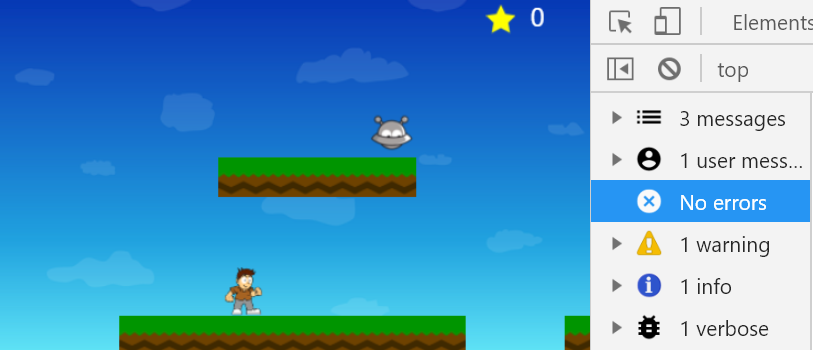 0
Elements
top
3 messages
1 user mess...
No errors
1 warning
1 info
1 verbose